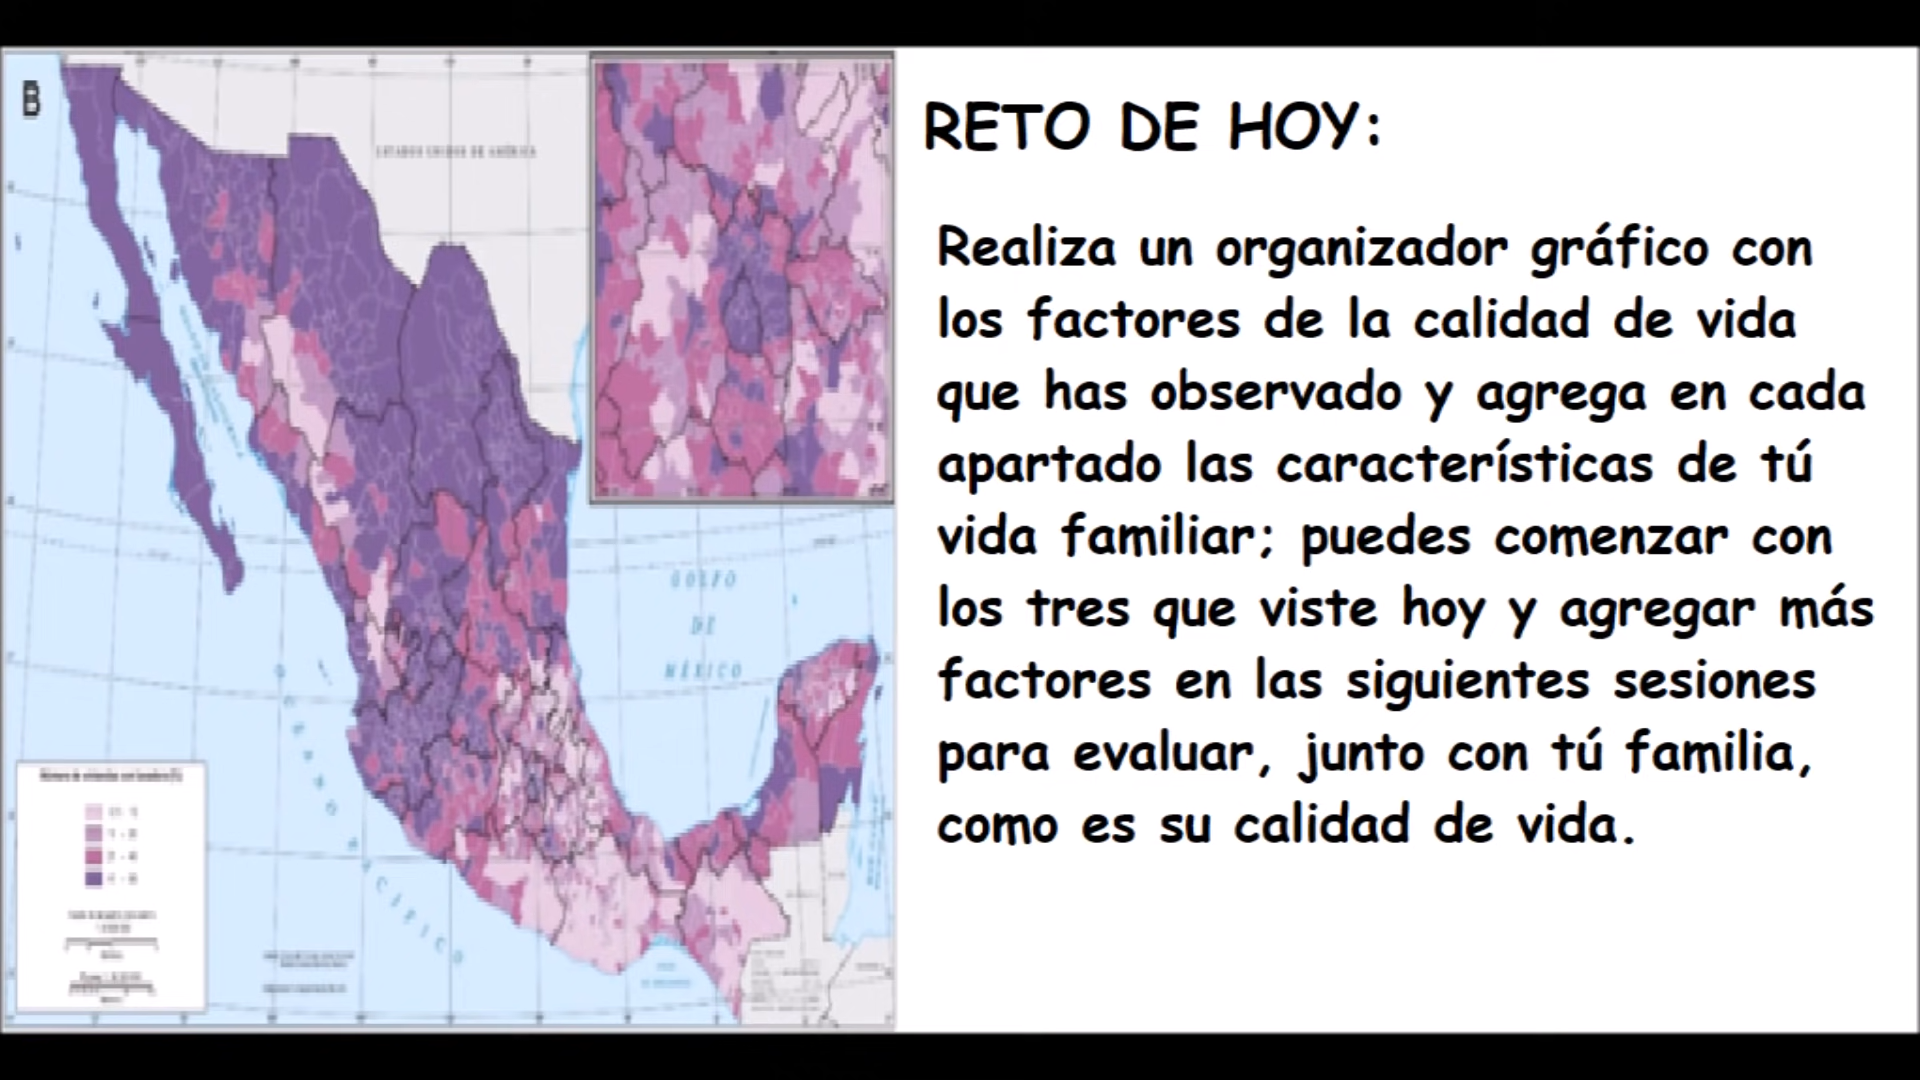 B
ESTADOS UNIDOS DE AMÉRICA
GOLFO
DE
MÉXICO
OCÉANO PACÍFICO
RETO DE HOY:
Realiza un organizador gráfico con
los factores de la calidad de vida
que has observado y agrega en cada
apartado las características de tú
vida familiar; puedes comenzar con
los tres que viste hoy y agregar más
factores en las siguientes sesiones
para evaluar, junto con tú familia,
como es su calidad de vida.